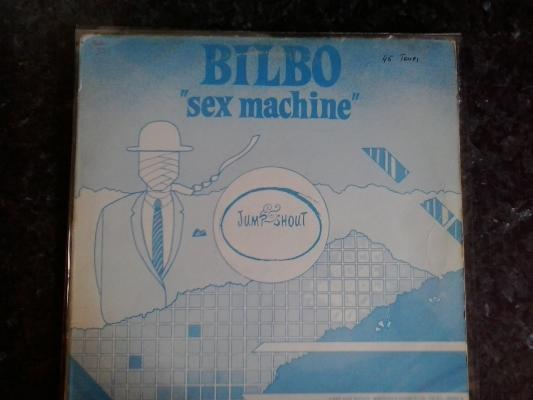 BILBO
45 Tours
"sex machine"
JUMP SHOUT